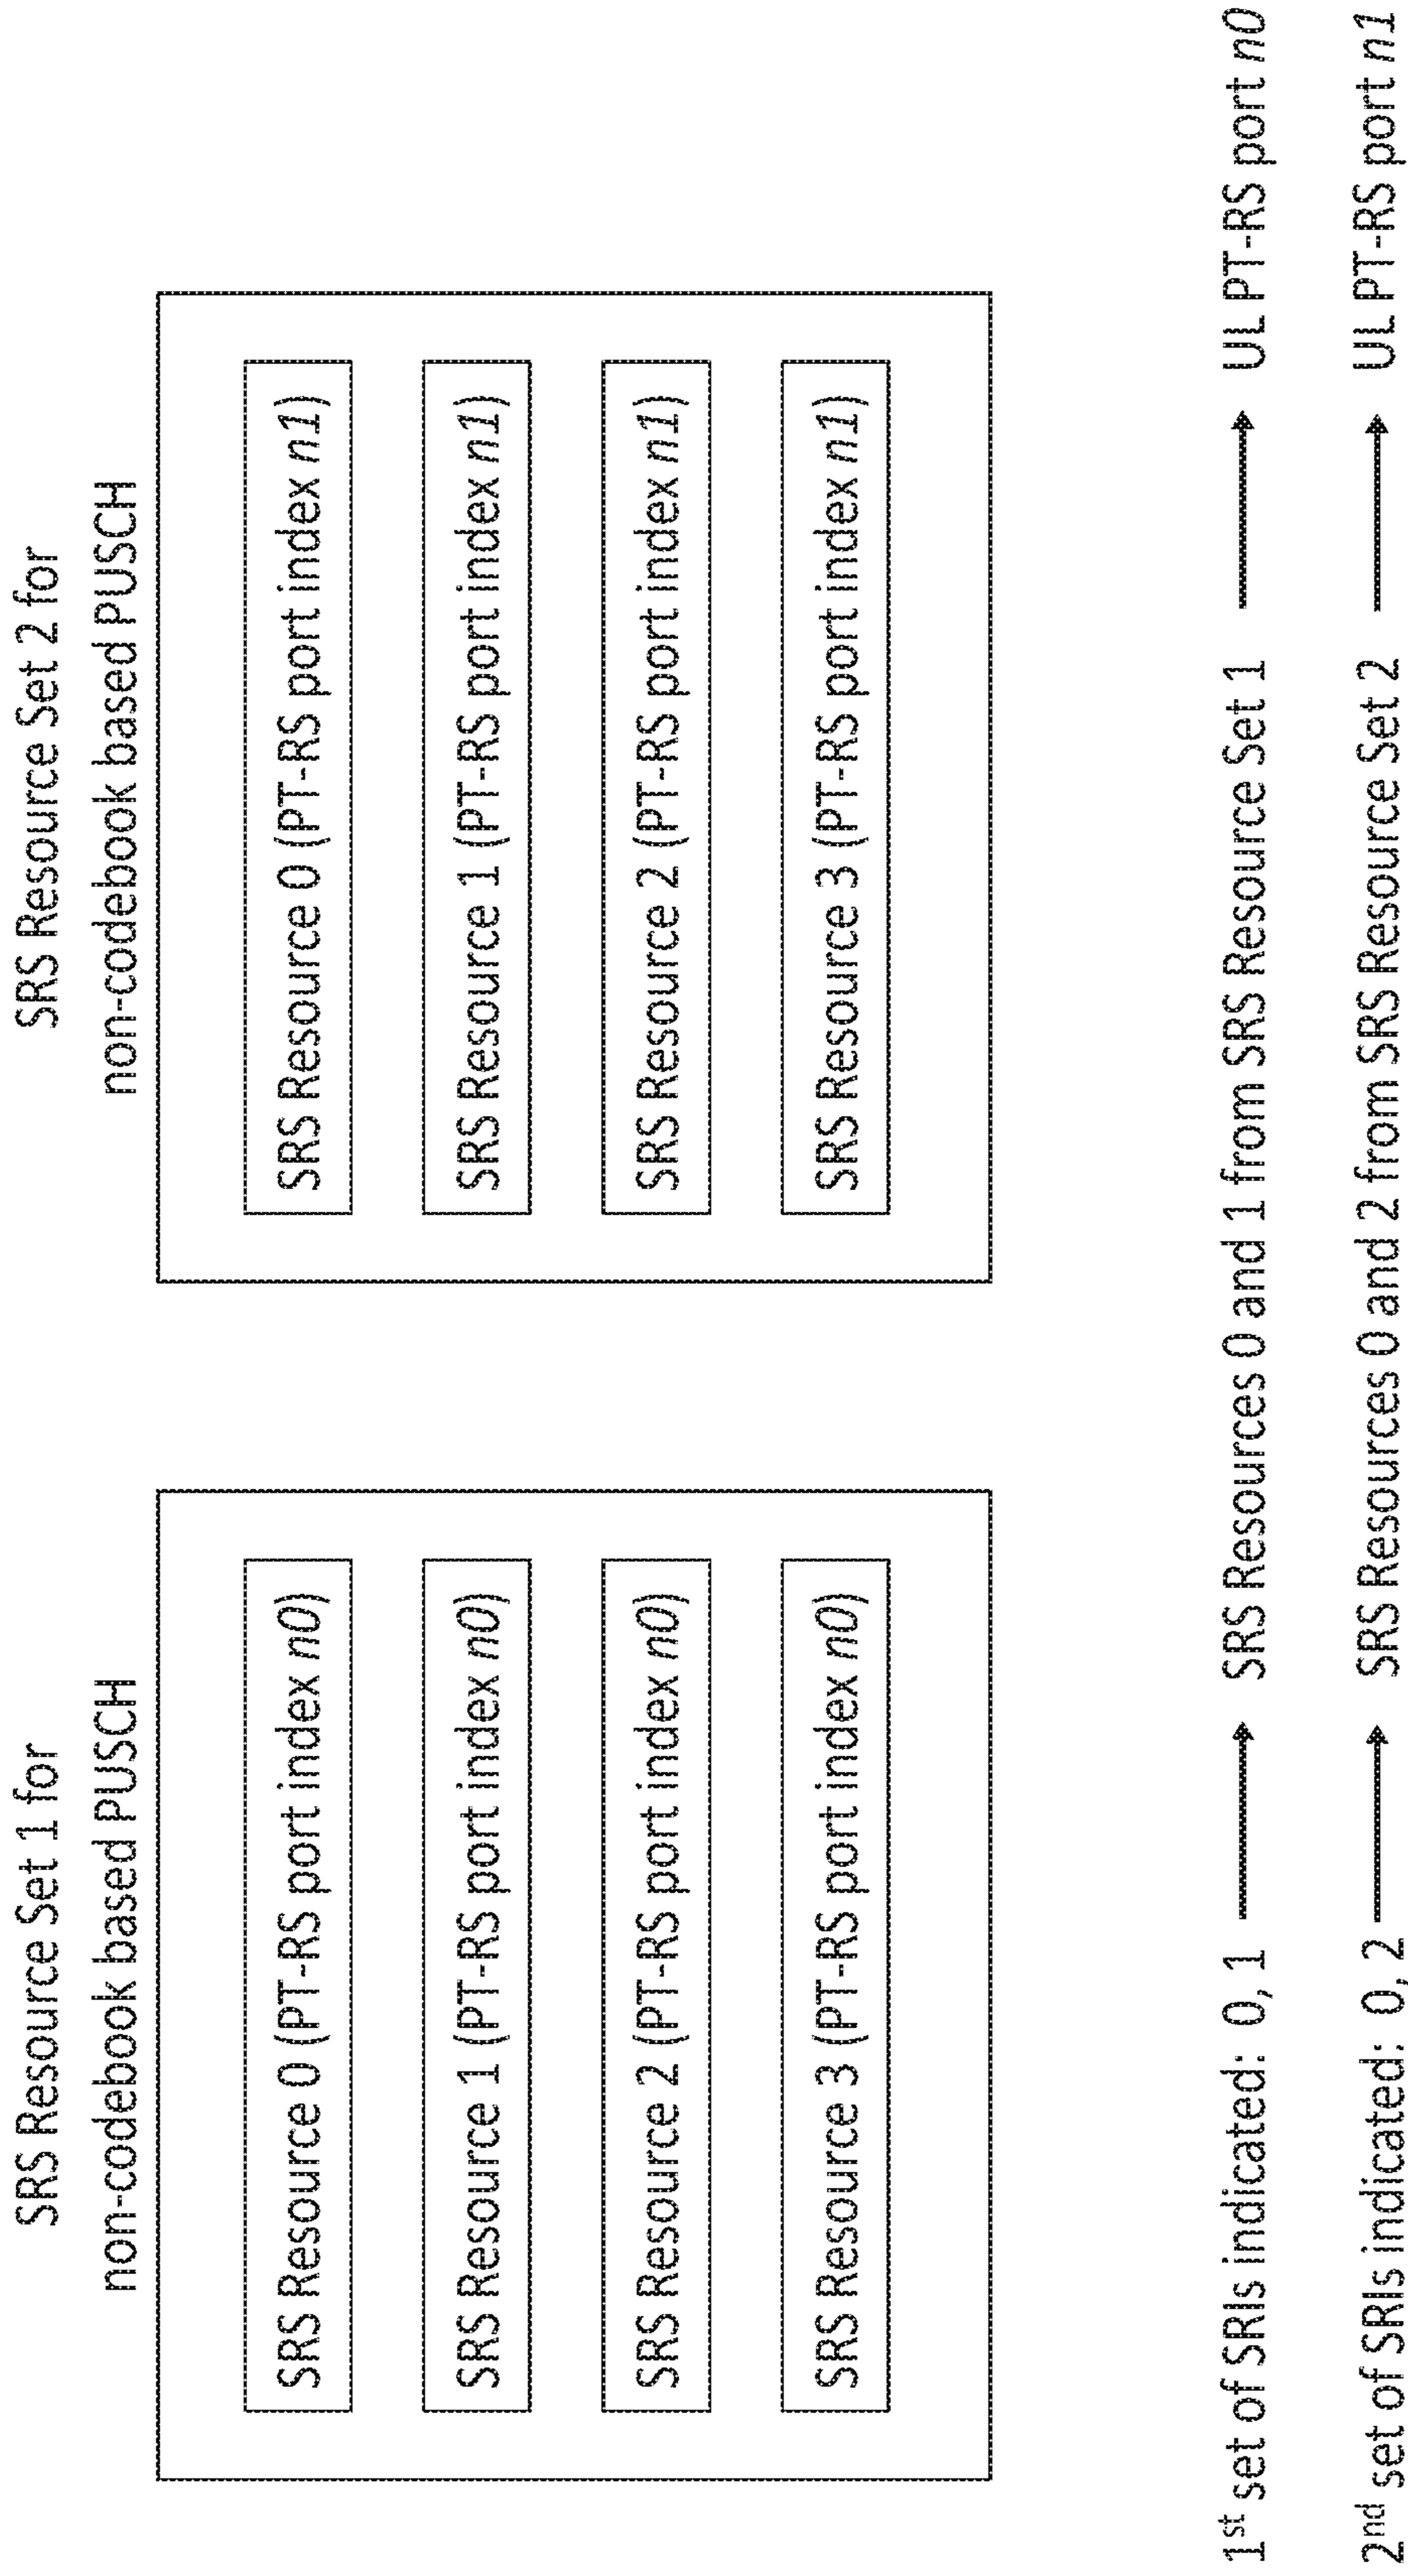 SRS Resource Set 1 for
non-codebook based PUSCH
SRS Resource 0 (PT-RS port index n0)
SRS Resource 1 (PT-RS port index n0)
SRS Resource 2 (PT-RS port index n0)
SRS Resource 3 (PT-RS port index n0)
SRS Resource Set 2 for
non-codebook based PUSCH
SRS Resource 0 (PT-RS port index n1)
SRS Resource 1 (PT-RS port index n1)
SRS Resource 2 (PT-RS port index n1)
SRS Resource 3 (PT-RS port index n1)
1st set of SRIs indicated: 0, 1 SRS Resources 0 and 1 from SRS Resource Set 1 UL PT-RS port n0
2nd set of SRIs indicated: 0, 2 SRS Resources 0 and 2 from SRS Resource Set 2 UL PT-RS port n1